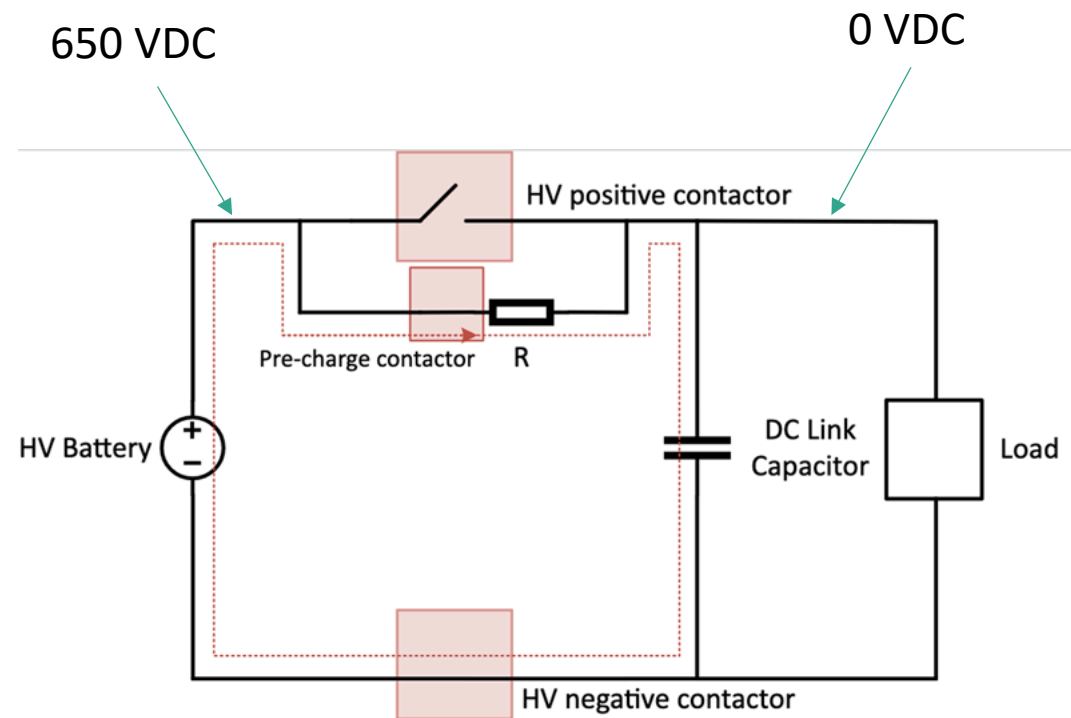 650 VDC
0 VDC
HV positive contactor
Pre-charge contactor
R
HV Battery
+
−
DC Link
Capacitor
Load
HV negative contactor